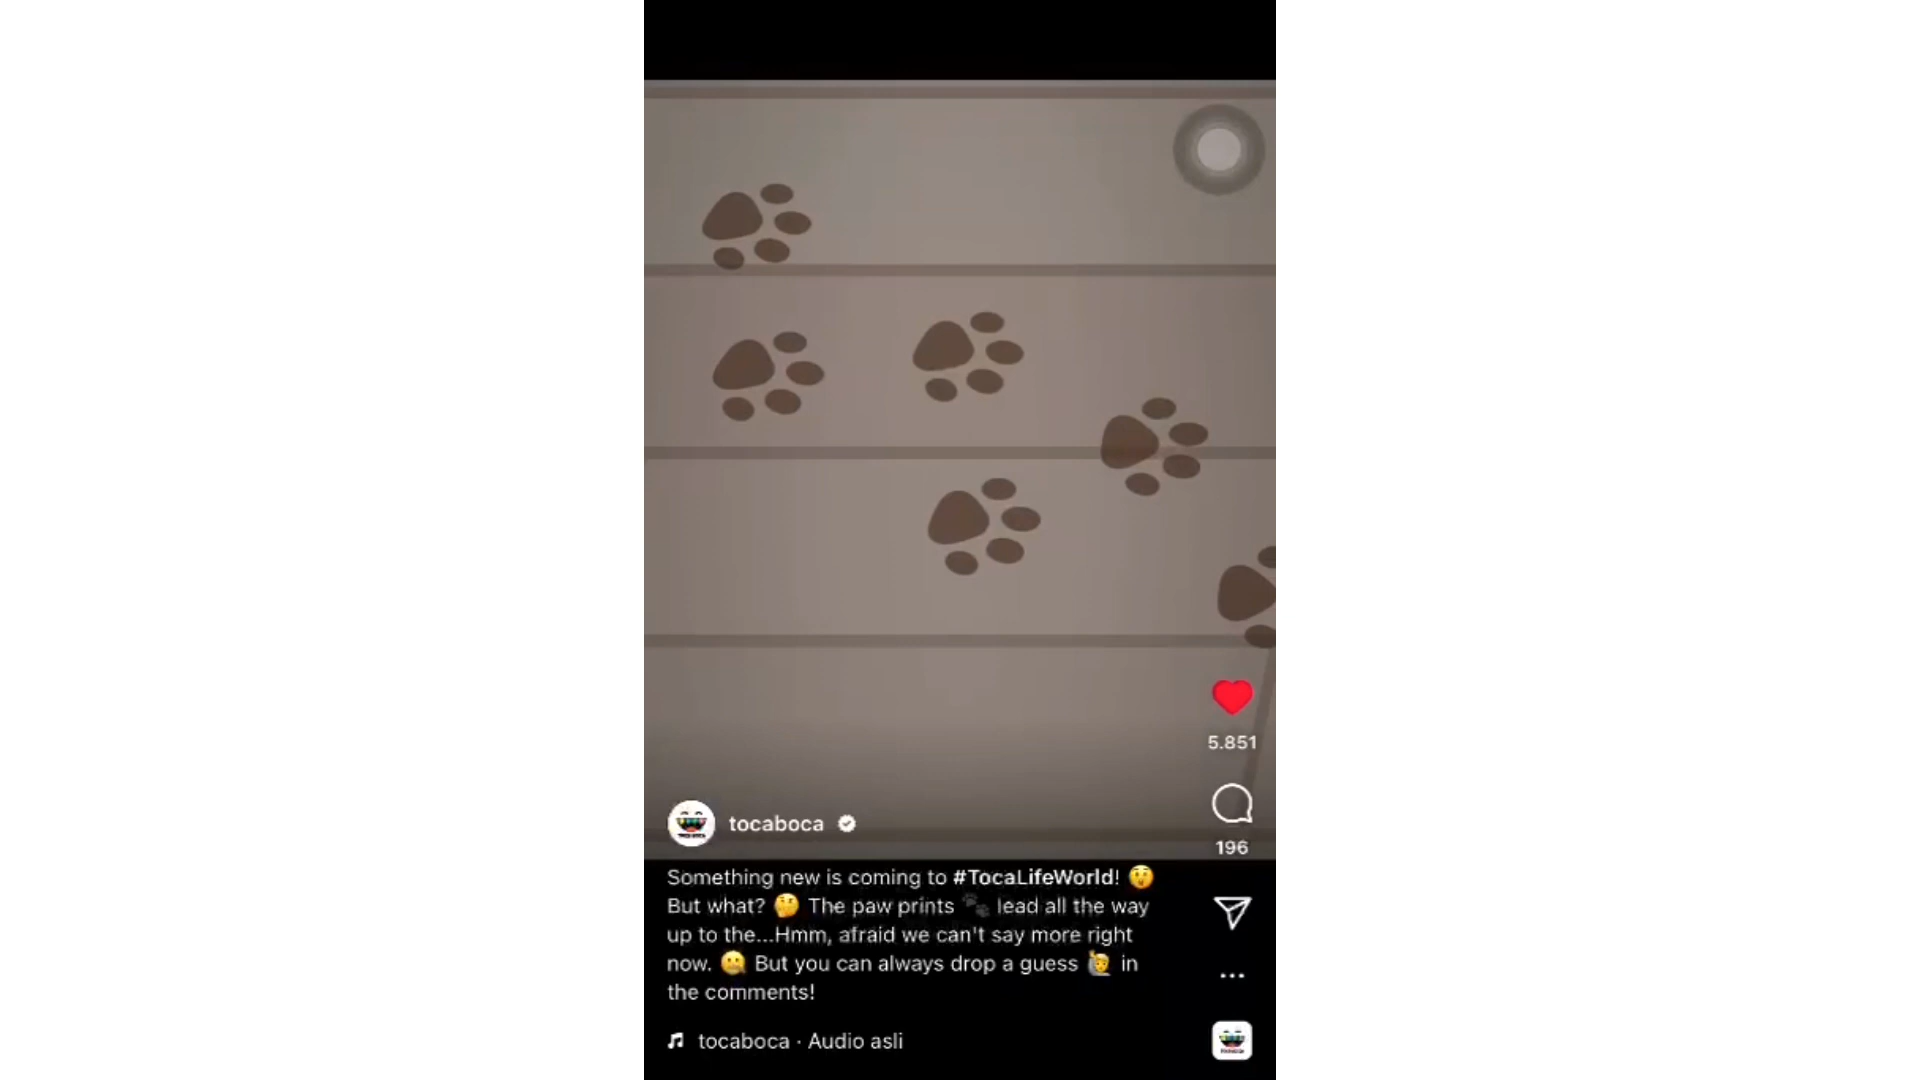 5.851
tocaboca
196
Something new is coming to #TocaLifeWorld! 😲
But what? 🤔 The paw prints 🐾 lead all the way
up to the...Hmm, afraid we can't say more right
now. 🤐 But you can always drop a guess 🙋 in
the comments!
tocaboca · Audio asli